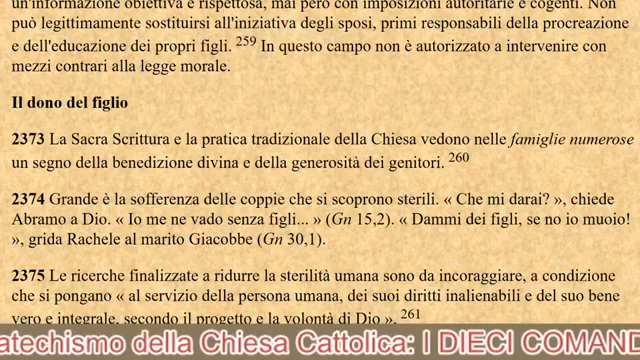 un'informazione obiettiva e rispettosa, mai però con imposizioni autoritarie e cogenti. Non
può legittimamente sostituirsi all'iniziativa degli sposi, primi responsabili della procreazione
e dell'educazione dei propri figli. 259 In questo campo non è autorizzato a intervenire con
mezzi contrari alla legge morale.
Il dono del figlio
2373 La Sacra Scrittura e la pratica tradizionale della Chiesa vedono nelle famiglie numerose
un segno della benedizione divina e della generosità dei genitori. 260
2374 Grande è la sofferenza delle coppie che si scoprono sterili. « Che mi darai? », chiede
Abramo a Dio. « Io me ne vado senza figli... » (Gn 15,2). « Dammi dei figli, se no io muoio!
», grida Rachele al marito Giacobbe (Gn 30,1).
2375 Le ricerche finalizzate a ridurre la sterilità umana sono da incoraggiare, a condizione
che si pongano « al servizio della persona umana, dei suoi diritti inalienabili e del suo bene
vero e integrale, secondo il progetto e la volontà di Dio ». 261
atechismo della Chiesa Cattolica: I DIECI COMAND